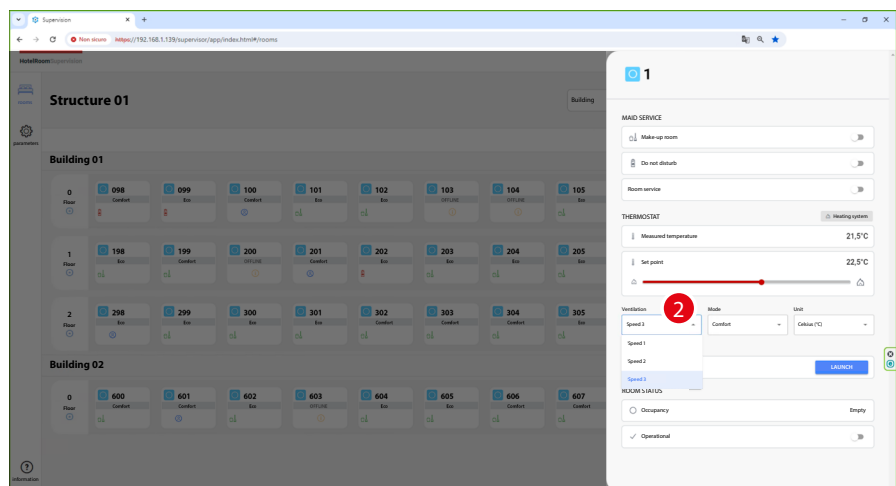 Supervision
Non sicuro https://192.168.1.139/supervisor/app/index.html#/rooms
HotelRoomSupervision
rooms
parameters
information
Structure 01
Building
Building 01
0
Floor
098
Comfort
099
Eco
100
Comfort
101
Eco
102
Eco
103
OFFLINE
104
OFFLINE
105
Eco
1
Floor
198
Eco
199
Comfort
200
OFFLINE
201
Comfort
202
Eco
203
Eco
204
Eco
205
Eco
2
Floor
298
Eco
299
Eco
300
Eco
301
Eco
302
Comfort
303
Comfort
304
Comfort
305
Eco
Building 02
0
Floor
600
Comfort
601
Comfort
602
Eco
603
OFFLINE
604
Eco
605
Eco
606
Comfort
607
Comfort
1
MAID SERVICE
Make-up room
Do not disturb
Room service
THERMOSTAT
Heating system
Measured temperature 21,5°C
Set point 22,5°C
2
Ventilation Mode Unit
Speed 3 Comfort Celsius (°C)
Speed 1
Speed 2
Speed 3
LAUNCH
ROOM STATUS
Occupancy Empty
Operational